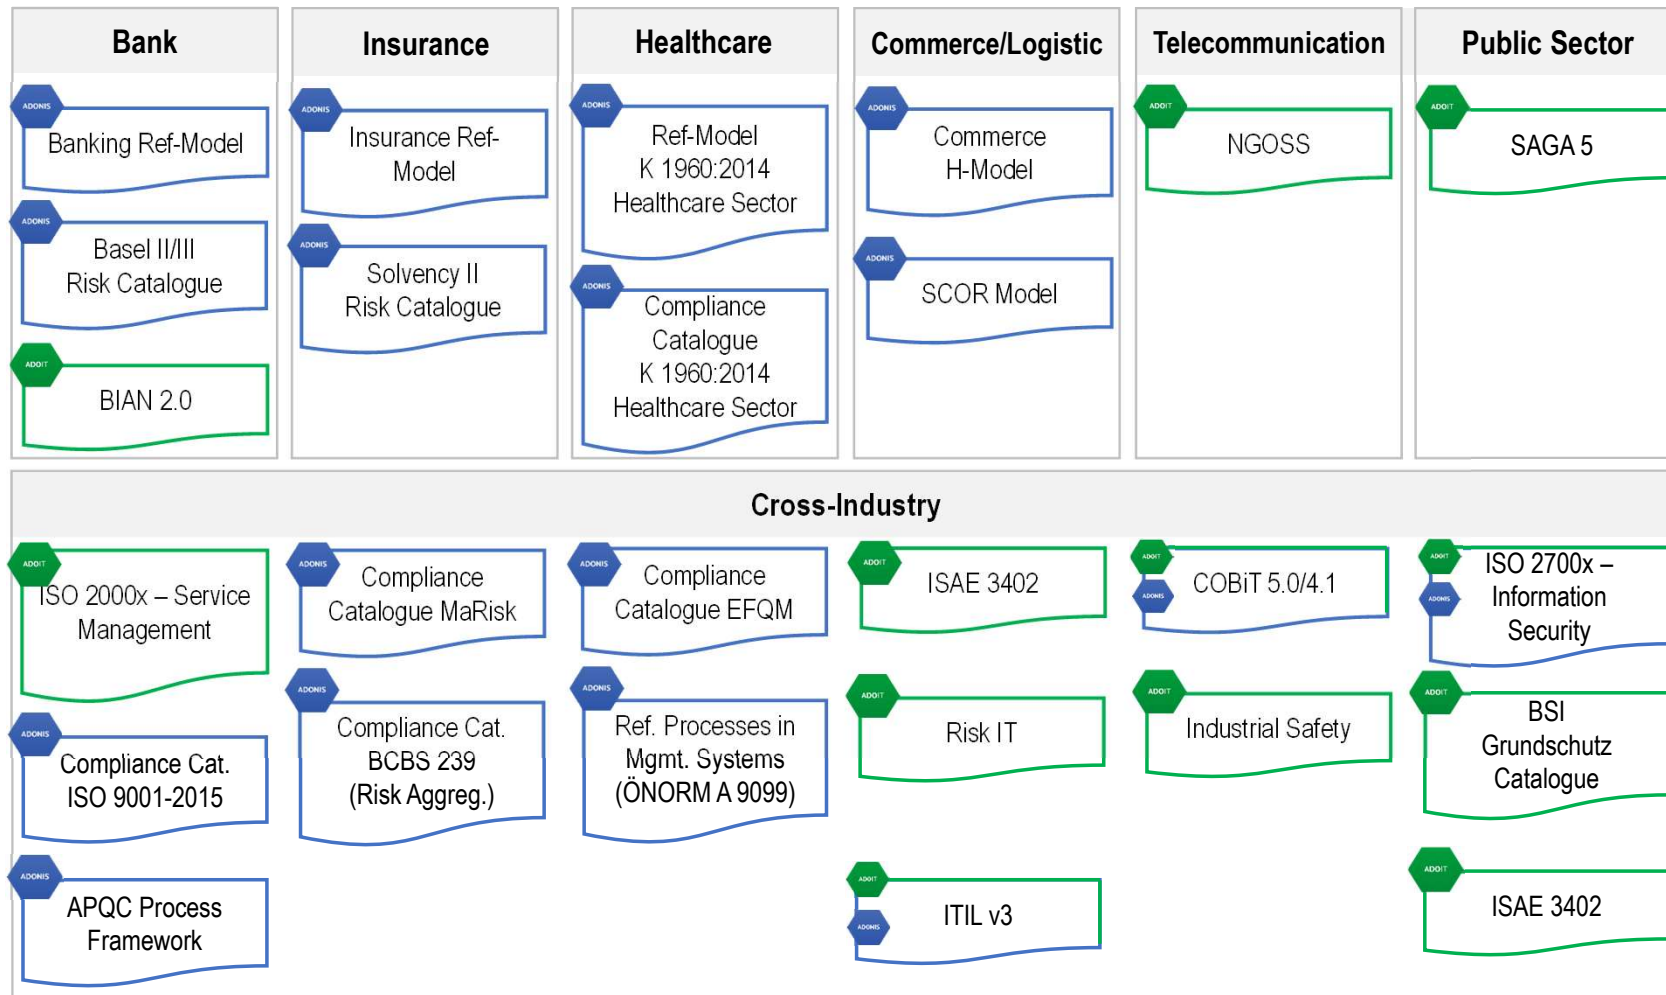 Bank
ADONIS
Banking Ref-Model
ADONIS
Basel II/III
Risk Catalogue
ADOIT
BIAN 2.0
Insurance
ADONIS
Insurance Ref-
Model
ADONIS
Solvency II
Risk Catalogue
Healthcare
ADONIS
Ref-Model
K 1960:2014
Healthcare Sector
ADONIS
Compliance
Catalogue
K 1960:2014
Healthcare Sector
Commerce/Logistic
ADONIS
Commerce
H-Model
ADONIS
SCOR Model
Telecommunication
ADOIT
NGOSS
Public Sector
ADOIT
SAGA 5
Cross-Industry
ADOIT
ISO 2000x – Service
Management
ADONIS
Compliance
Catalogue MaRisk
ADONIS
Compliance
Catalogue EFQM
ADOIT
ISAE 3402
ADOIT
ADONIS
COBiT 5.0/4.1
ADOIT
ADONIS
ISO 2700x –
Information
Security
ADONIS
Compliance Cat.
ISO 9001-2015
ADONIS
Compliance Cat.
BCBS 239
(Risk Aggreg.)
ADONIS
Ref. Processes in
Mgmt. Systems
(ÖNORM A 9099)
ADOIT
Risk IT
ADOIT
Industrial Safety
ADOIT
BSI
Grundschutz
Catalogue
ADONIS
APQC Process
Framework
ADOIT
ADONIS
ITIL v3
ADOIT
ISAE 3402